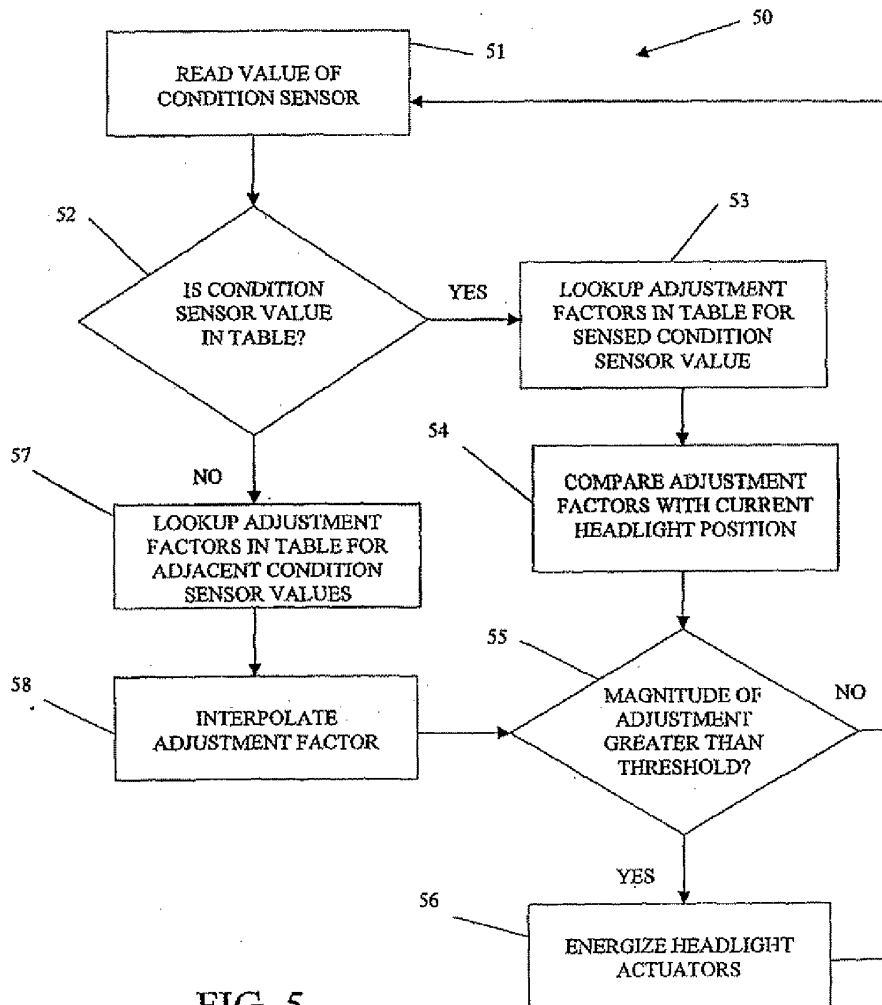 50
51
READ VALUE OF
CONDITION SENSOR
52
IS CONDITION
SENSOR VALUE
IN TABLE?
YES
53
LOOKUP ADJUSTMENT
FACTORS IN TABLE FOR
SENSED CONDITION
SENSOR VALUE
54
COMPARE ADJUSTMENT
FACTORS WITH CURRENT
HEADLIGHT POSITION
57
NO
LOOKUP ADJUSTMENT
FACTORS IN TABLE FOR
ADJACENT CONDITION
SENSOR VALUES
58
INTERPOLATE
ADJUSTMENT FACTOR
55
MAGNITUDE OF
ADJUSTMENT
GREATER THAN
THRESHOLD?
NO
YES
56
ENERGIZE HEADLIGHT
ACTUATORS
FIG. 5